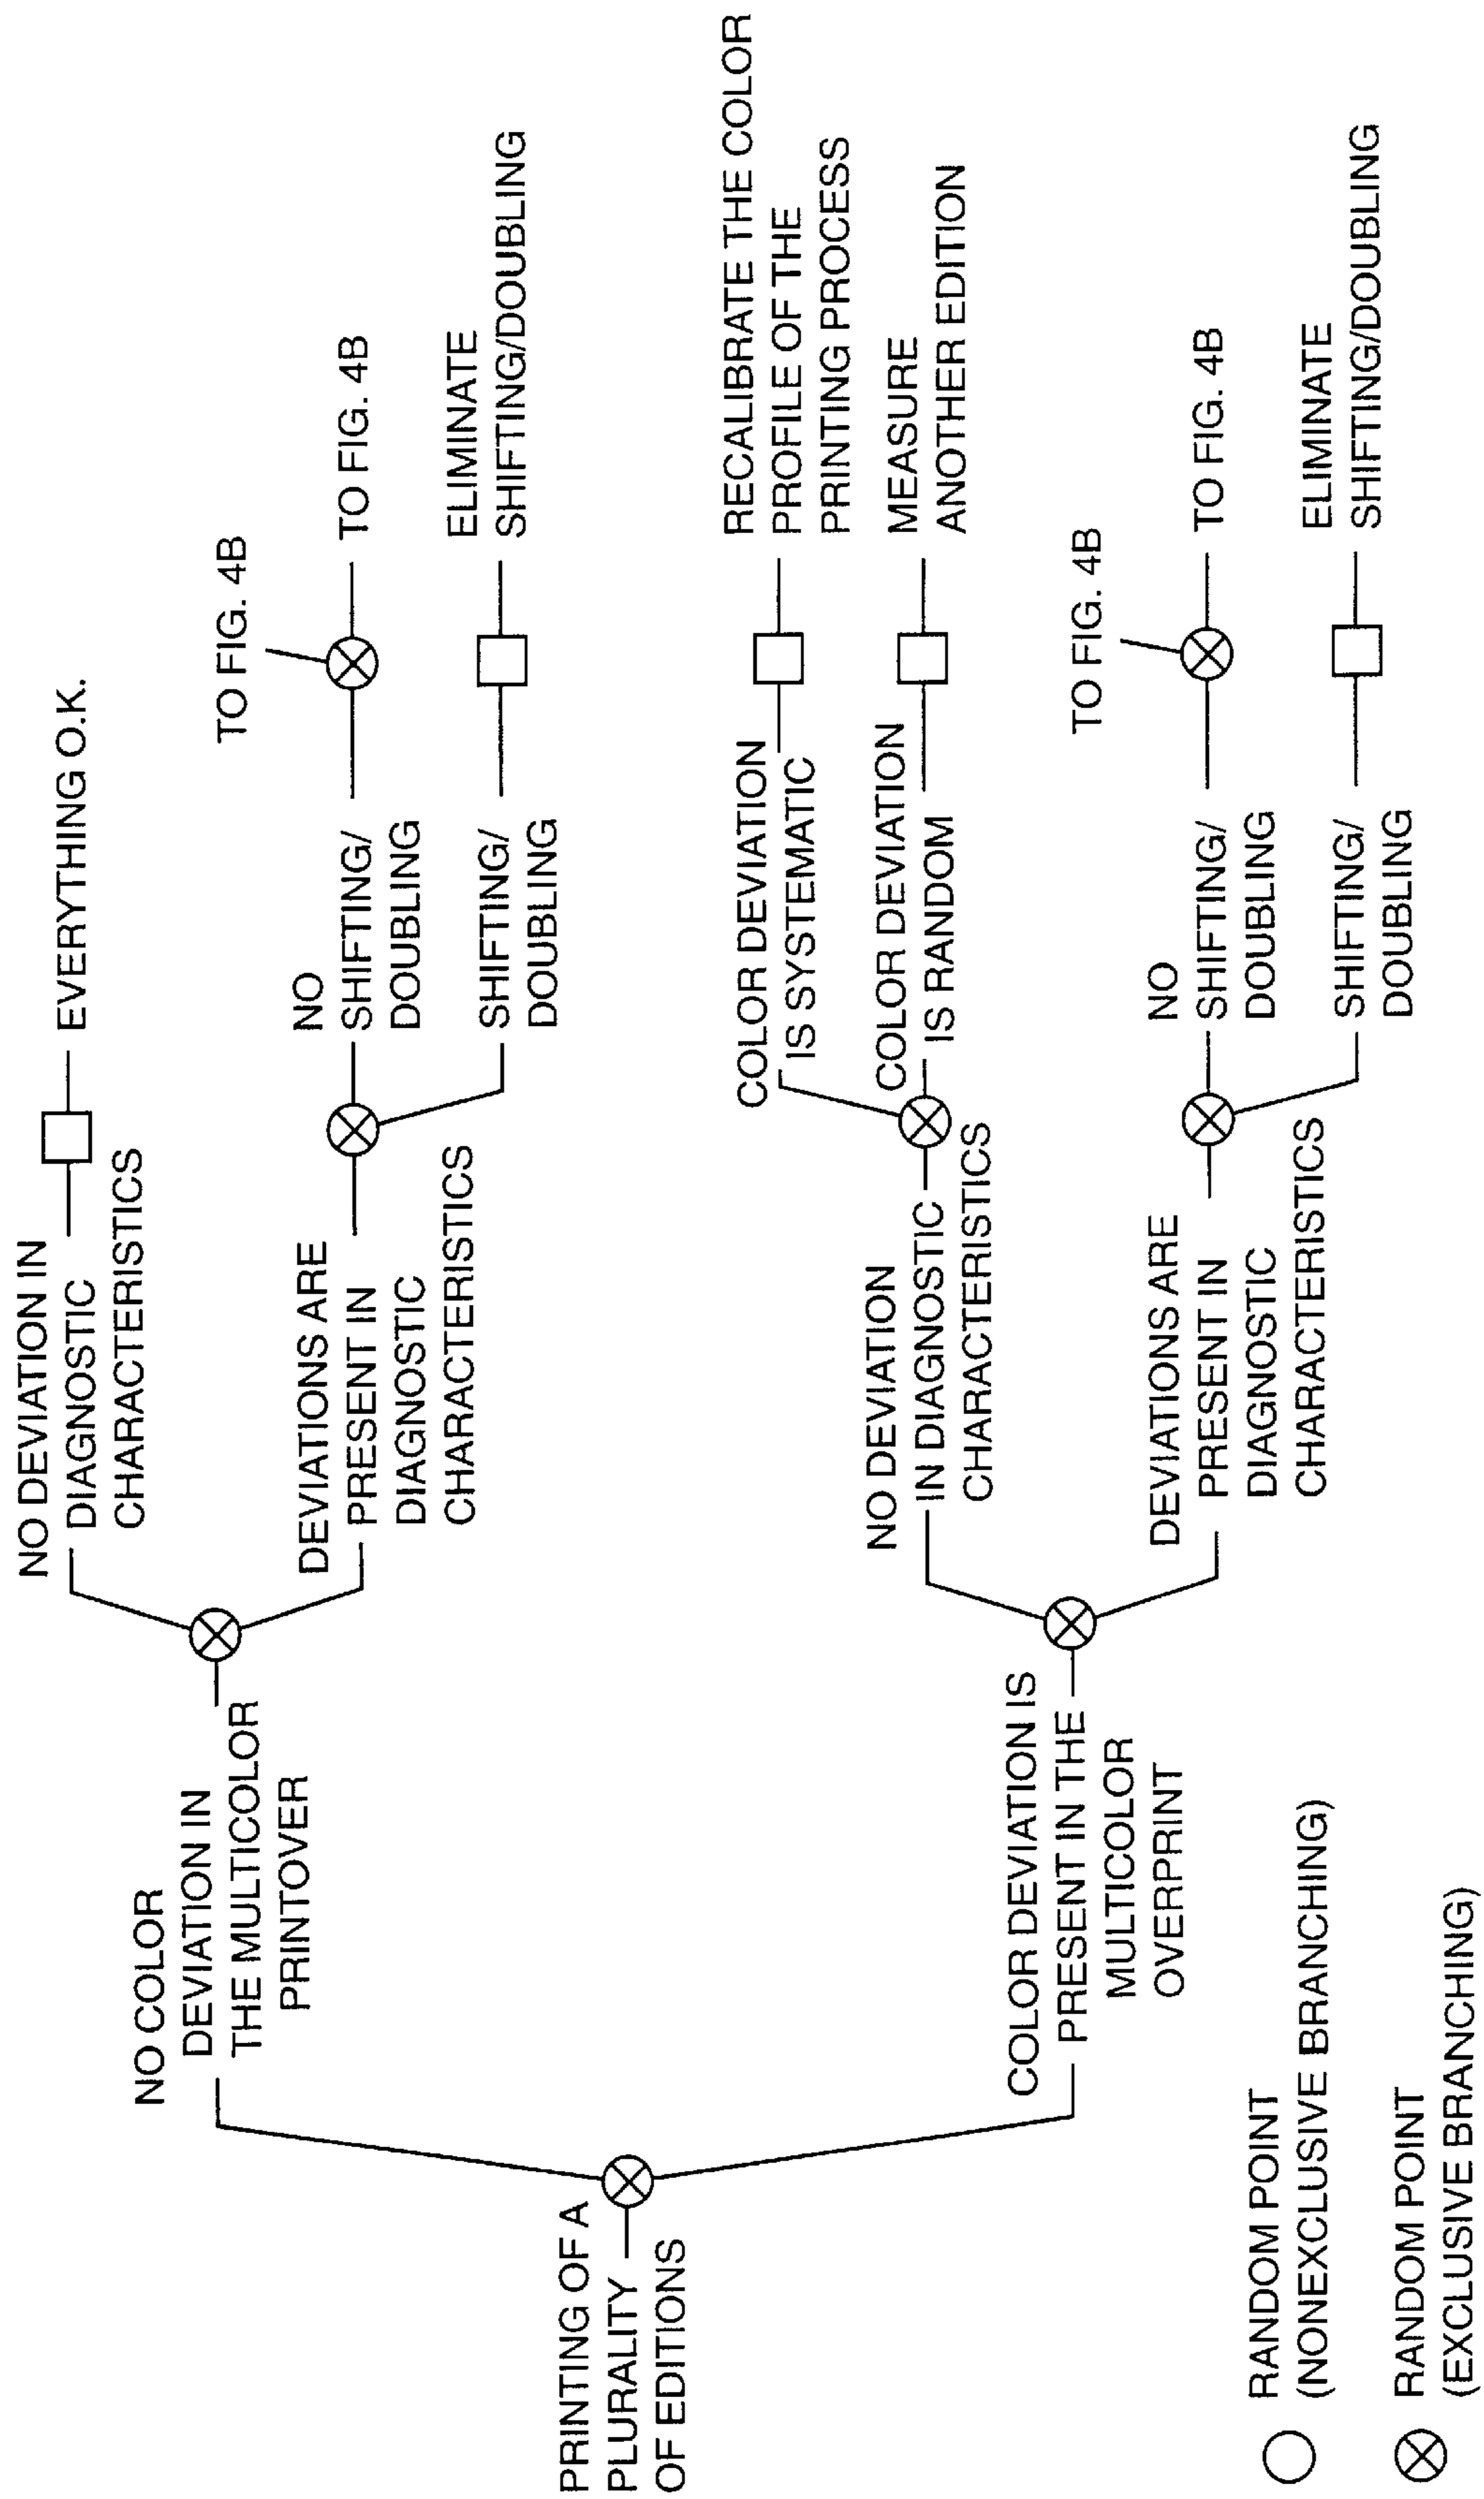 PRINTING OF A
PLURALITY
OF EDITIONS
NO COLOR
DEVIATION IN
THE MULTICOLOR
PRINTOVER
NO DEVIATION IN
DIAGNOSTIC
CHARACTERISTICS
EVERYTHING O.K.
DEVIATIONS ARE
PRESENT IN
DIAGNOSTIC
CHARACTERISTICS
NO
SHIFTING/
DOUBLING
TO FIG. 4B
TO FIG. 4B
SHIFTING/
DOUBLING
ELIMINATE
SHIFTING/DOUBLING
COLOR DEVIATION IS
PRESENT IN THE
MULTICOLOR
OVERPRINT
NO DEVIATION
IN DIAGNOSTIC
CHARACTERISTICS
COLOR DEVIATION
IS SYSTEMATIC
RECALIBRATE THE COLOR
PROFILE OF THE
PRINTING PROCESS
COLOR DEVIATION
IS RANDOM
MEASURE
ANOTHER EDITION
DEVIATIONS ARE
PRESENT IN
DIAGNOSTIC
CHARACTERISTICS
NO
SHIFTING/
DOUBLING
TO FIG. 4B
TO FIG. 4B
SHIFTING/
DOUBLING
ELIMINATE
SHIFTING/DOUBLING
RANDOM POINT
(NONEXCLUSIVE BRANCHING)
RANDOM POINT
(EXCLUSIVE BRANCHING)